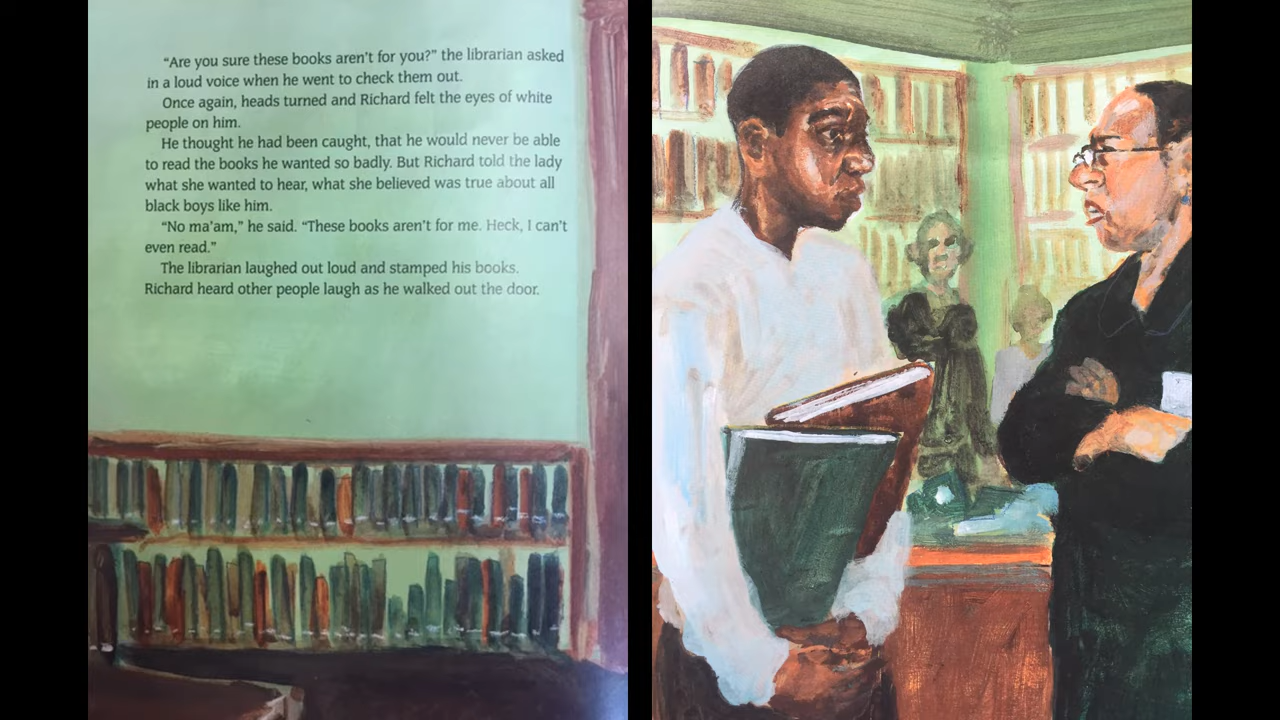 “Are you sure these books aren’t for you?” the librarian asked
in a loud voice when he went to check them out.
Once again, heads turned and Richard felt the eyes of white
people on him.
He thought he had been caught, that he would never be able
to read the books he wanted so badly. But Richard told the lady
what she wanted to hear, what she believed was true about all
black boys like him.
“No ma’am,” he said. “These books aren’t for me. Heck, I can’t
even read.”
The librarian laughed out loud and stamped his books.
Richard heard other people laugh as he walked out the door.